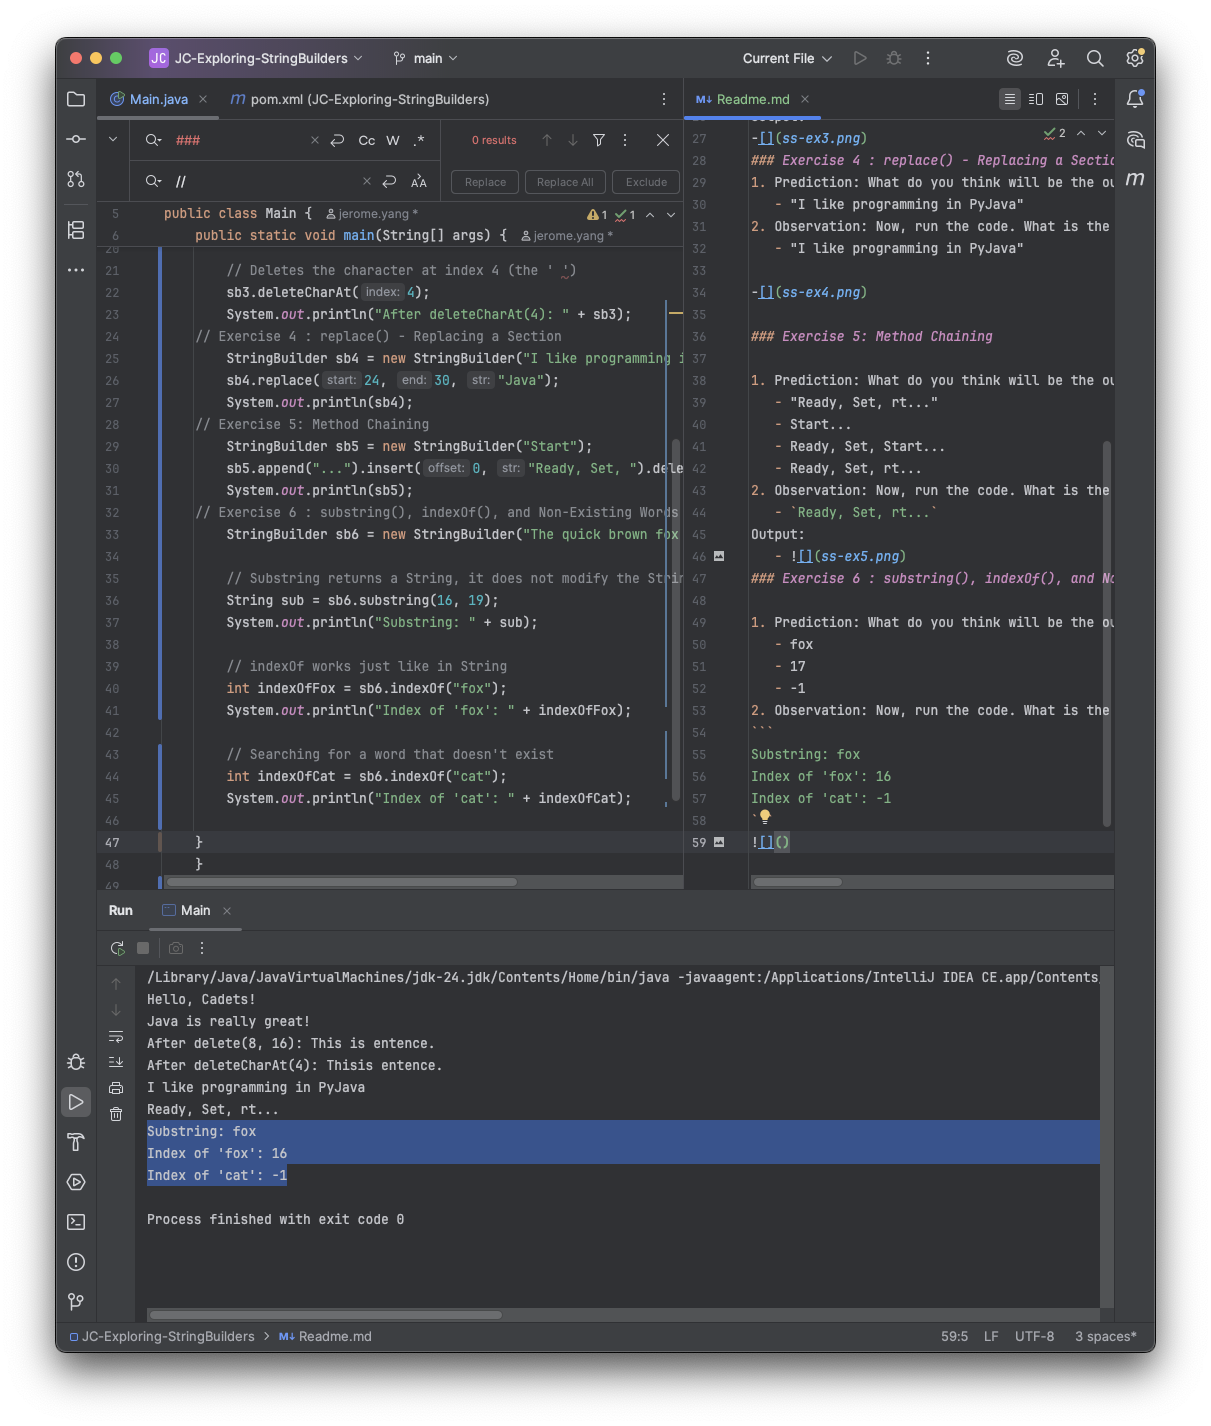 JC JC-Exploring-StringBuilders main Current File
Main.java pom.xml (JC-Exploring-StringBuilders)
### Cc W .* 0 results
// Replace Replace All Exclude
5 public class Main { jerome.yang * 1 1
6 public static void main(String[] args) { jerome.yang *
20
21 // Deletes the character at index 4 (the ' ')
22 sb3.deleteCharAt( index: 4);
23 System.out.println("After deleteCharAt(4): " + sb3);
24 // Exercise 4 : replace() - Replacing a Section
25 StringBuilder sb4 = new StringBuilder("I like programming i
26 sb4.replace( start: 24, end: 30, str: "Java");
27 System.out.println(sb4);
28 // Exercise 5: Method Chaining
29 StringBuilder sb5 = new StringBuilder("Start");
30 sb5.append("...").insert( offset: 0, str: "Ready, Set, ").dele
31 System.out.println(sb5);
32 // Exercise 6 : substring(), indexOf(), and Non-Existing Words
33 StringBuilder sb6 = new StringBuilder("The quick brown fox
34
35 // Substring returns a String, it does not modify the Strin
36 String sub = sb6.substring(16, 19);
37 System.out.println("Substring: " + sub);
38
39 // indexOf works just like in String
40 int indexOfFox = sb6.indexOf("fox");
41 System.out.println("Index of 'fox': " + indexOfFox);
42
43 // Searching for a word that doesn't exist
44 int indexOfCat = sb6.indexOf("cat");
45 System.out.println("Index of 'cat': " + indexOfCat);
46
47 }
48 }
49
M↓ Readme.md
2
27 -[](ss-ex3.png)
28 ### Exercise 4 : replace() - Replacing a Sectio
29 1. Prediction: What do you think will be the ou
30 - "I like programming in PyJava"
31 2. Observation: Now, run the code. What is the
32 - "I like programming in PyJava"
33
34 -[](ss-ex4.png)
35
36 ### Exercise 5: Method Chaining
37
38 1. Prediction: What do you think will be the ou
39 - "Ready, Set, rt..."
40 - Start...
41 - Ready, Set, Start...
42 - Ready, Set, rt...
43 2. Observation: Now, run the code. What is the
44 - `Ready, Set, rt...`
45 Output:
46 - ![](ss-ex5.png)
47 ### Exercise 6 : substring(), indexOf(), and No
48
49 1. Prediction: What do you think will be the ou
50 - fox
51 - 17
52 - -1
53 2. Observation: Now, run the code. What is the
54 ```
55 Substring: fox
56 Index of 'fox': 16
57 Index of 'cat': -1
58 `
59 ![]()
Run Main
/Library/Java/JavaVirtualMachines/jdk-24.jdk/Contents/Home/bin/java -javaagent:/Applications/IntelliJ IDEA CE.app/Contents/
Hello, Cadets!
Java is really great!
After delete(8, 16): This is entence.
After deleteCharAt(4): Thisis entence.
I like programming in PyJava
Ready, Set, rt...
Substring: fox
Index of 'fox': 16
Index of 'cat': -1
Process finished with exit code 0
JC-Exploring-StringBuilders > M↓ Readme.md 59:5 LF UTF-8 3 spaces*